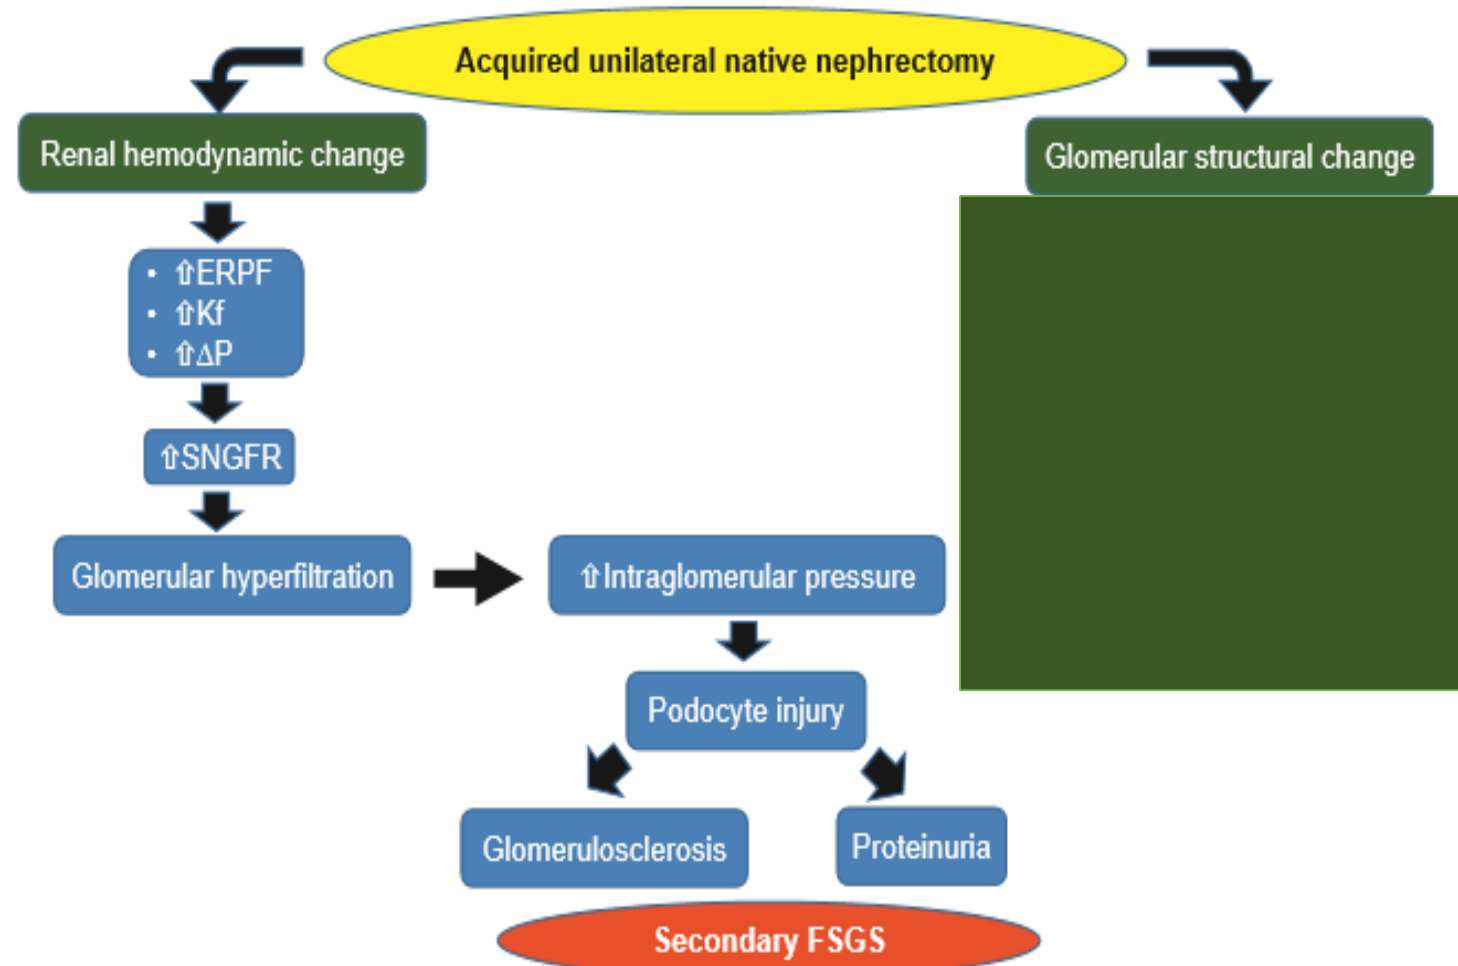 Acquired unilateral native nephrectomy
Renal hemodynamic change
Glomerular structural change
• ⇧ERPF
• ⇧Kf
• ⇧∆P
⇧SNGFR
Glomerular hyperfiltration
⇧Intraglomerular pressure
Podocyte injury
Glomerulosclerosis
Proteinuria
Secondary FSGS